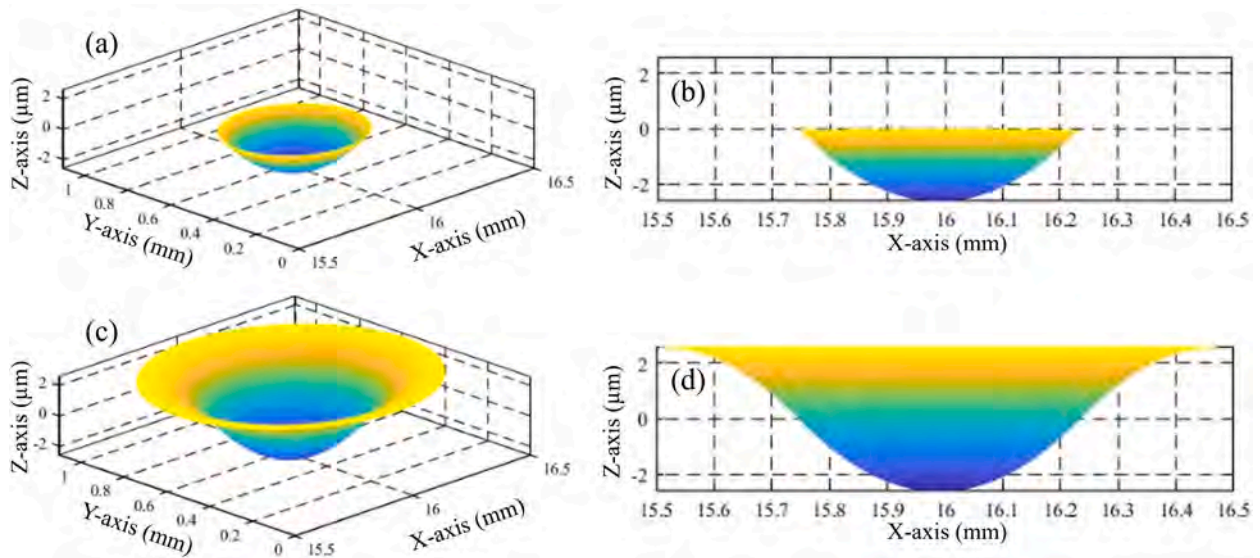 (a)
Z-axis (μm)
2
0
-2
1
0.8
0.6
0.4
0.2
0
Y-axis (mm)
15.5
16
16.5
X-axis (mm)
(b)
Z-axis (μm)
2
0
-2
15.5 15.6 15.7 15.8 15.9 16 16.1 16.2 16.3 16.4 16.5
X-axis (mm)
(c)
Z-axis (μm)
2
0
-2
1
0.8
0.6
0.4
0.2
0
Y-axis (mm)
15.5
16
16.5
X-axis (mm)
(d)
Z-axis (μm)
2
0
-2
15.5 15.6 15.7 15.8 15.9 16 16.1 16.2 16.3 16.4 16.5
X-axis (mm)